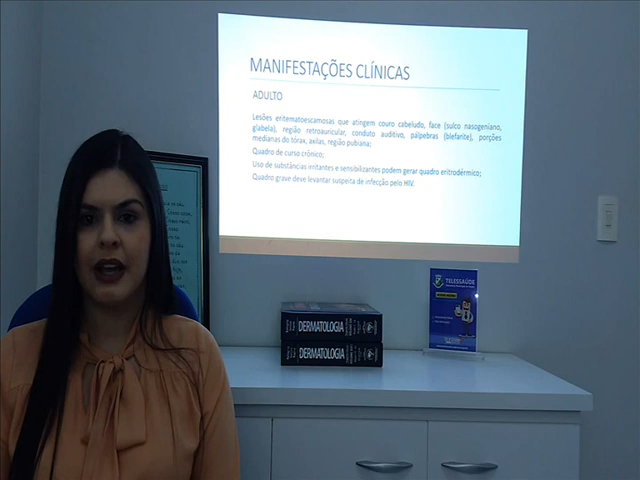 MANIFESTAÇÕES CLÍNICAS
ADULTO
Lesões eritematoescamosas que atingem couro cabeludo, face (sulco nasogeniano,
glabela), região retroauricular, conduto auditivo, palpebras (blefarite), porções
medianas do tórax, axilas, região pubiana;
Quadro de curso crônico;
Uso de substâncias irritantes e sensibilizantes podem gerar quadro eritrodérmico;
Quadro grave deve levantar suspeita de infecção pelo HIV.
TELESSAÚDE
DERMATOLOGIA
DERMATOLOGIA